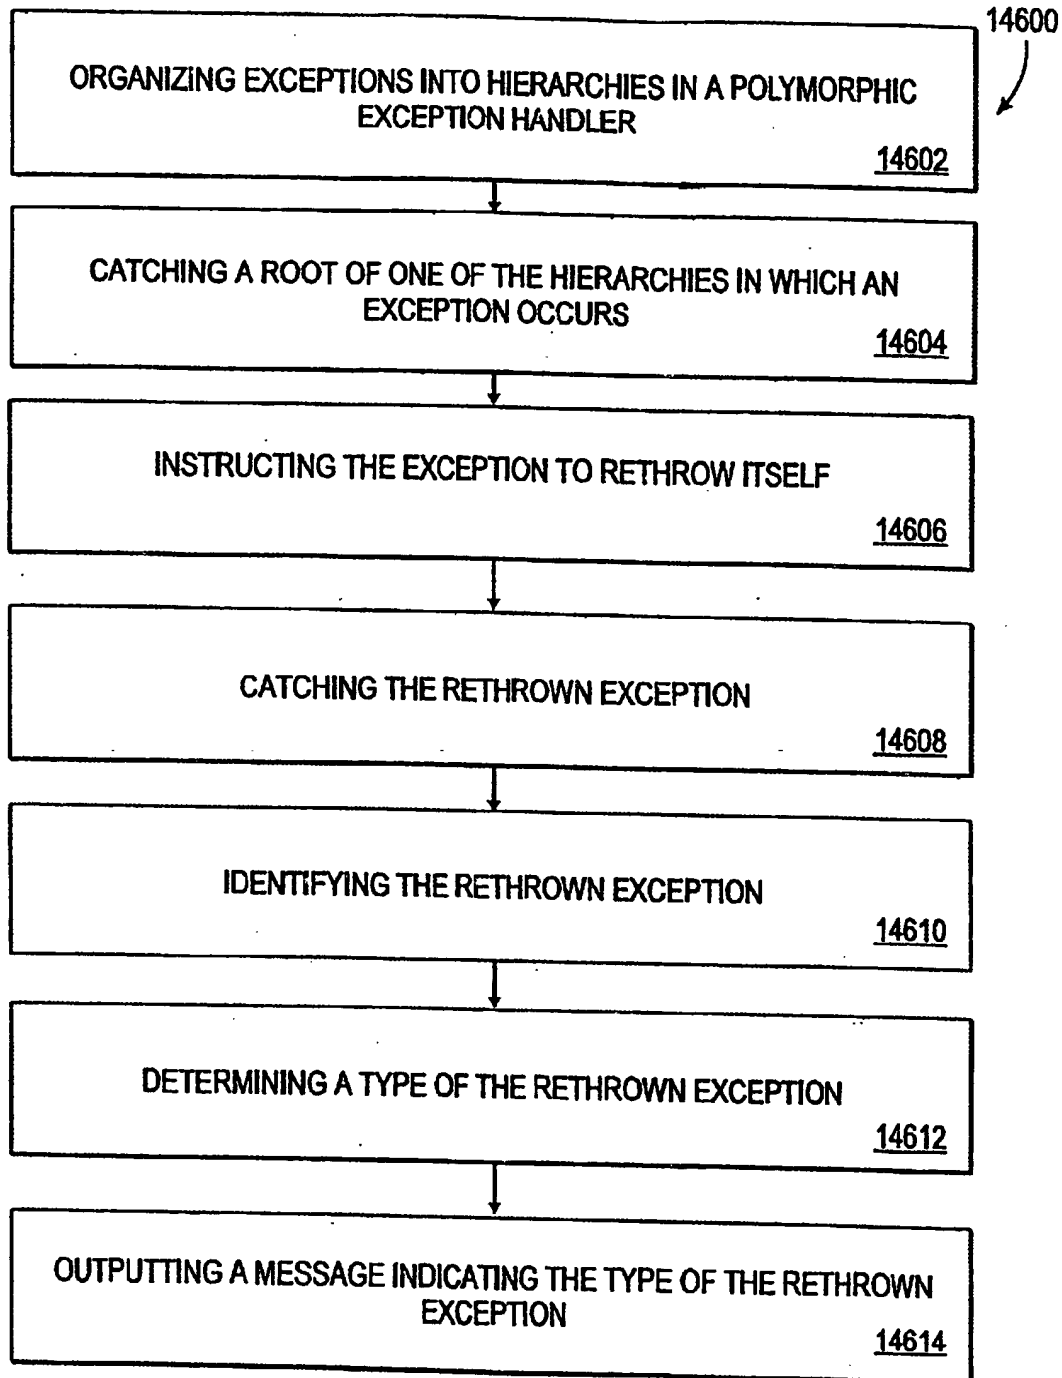 14600
ORGANIZING EXCEPTIONS INTO HIERARCHIES IN A POLYMORPHIC
EXCEPTION HANDLER
14602
CATCHING A ROOT OF ONE OF THE HIERARCHIES IN WHICH AN
EXCEPTION OCCURS
14604
INSTRUCTING THE EXCEPTION TO RETHROW ITSELF
14606
CATCHING THE RETHROWN EXCEPTION
14608
IDENTIFYING THE RETHROWN EXCEPTION
14610
DETERMINING A TYPE OF THE RETHROWN EXCEPTION
14612
OUTPUTTING A MESSAGE INDICATING THE TYPE OF THE RETHROWN
EXCEPTION
14614